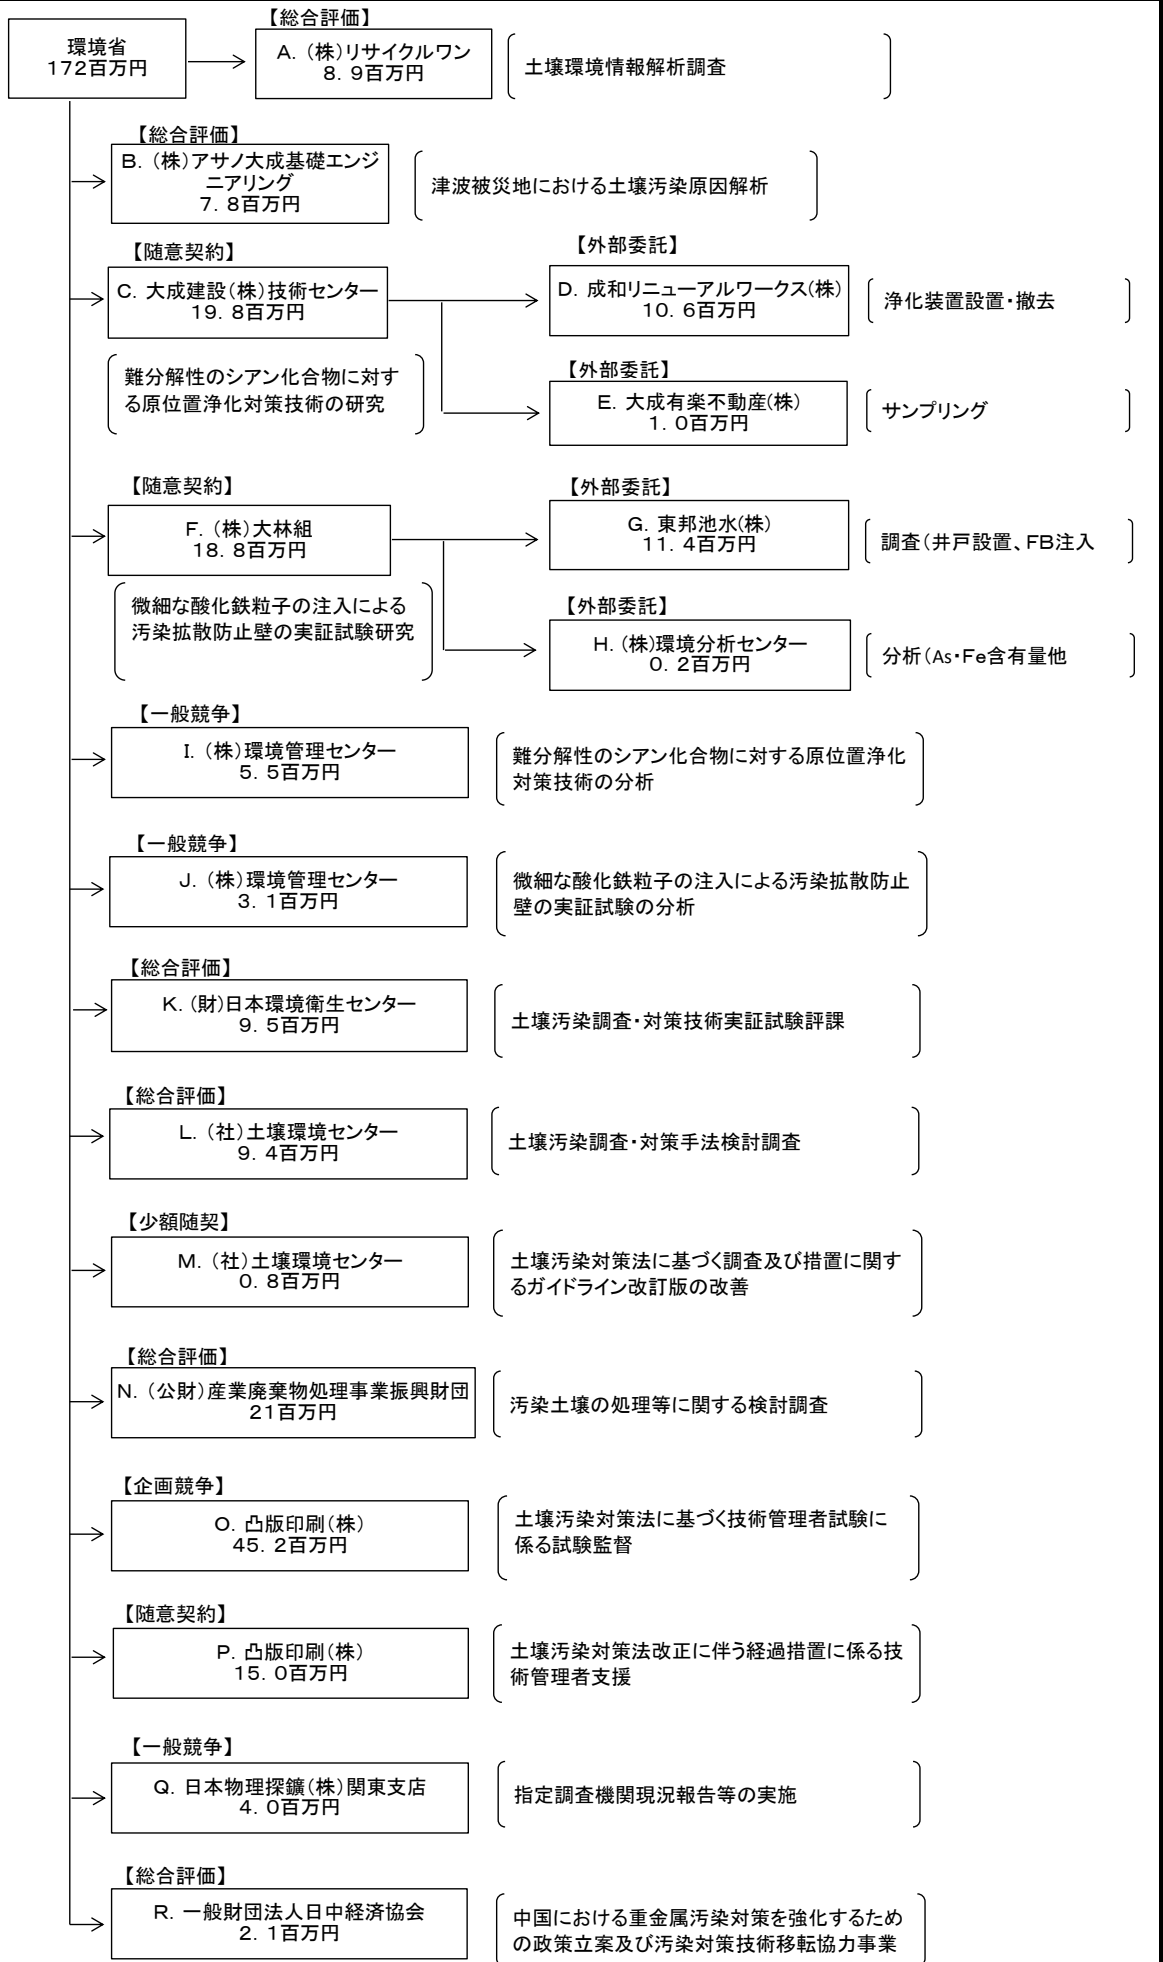 【総合評価】
環境省
172百万円
A. (株)リサイクルワン
8. 9百万円
土壌環境情報解析調査
【総合評価】
B. (株)アサノ大成基礎エンジ
ニアリング
7. 8百万円
津波被災地における土壌汚染原因解析
【随意契約】
C. 大成建設(株)技術センター
19. 8百万円
難分解性のシアン化合物に対す
る原位置浄化対策技術の研究
【外部委託】
D. 成和リニューアルワークス(株)
10. 6百万円
浄化装置設置・撤去
【外部委託】
E. 大成有楽不動産(株)
1. 0百万円
サンプリング
【随意契約】
F. (株)大林組
18. 8百万円
微細な酸化鉄粒子の注入による
汚染拡散防止壁の実証試験研究
【外部委託】
G. 東邦池水(株)
11. 4百万円
調査(井戸設置、FB注入
【外部委託】
H. (株)環境分析センター
0. 2百万円
分析(As・Fe含有量他
【一般競争】
I. (株)環境管理センター
5. 5百万円
難分解性のシアン化合物に対する原位置浄化
対策技術の分析
【一般競争】
J. (株)環境管理センター
3. 1百万円
微細な酸化鉄粒子の注入による汚染拡散防止
壁の実証試験の分析
【総合評価】
K. (財)日本環境衛生センター
9. 5百万円
土壌汚染調査・対策技術実証試験評課
【総合評価】
L. (社)土壌環境センター
9. 4百万円
土壌汚染調査・対策手法検討調査
【少額随契】
M. (社)土壌環境センター
0. 8百万円
土壌汚染対策法に基づく調査及び措置に関す
るガイドライン改訂版の改善
【総合評価】
N. (公財)産業廃棄物処理事業振興財団
21百万円
汚染土壌の処理等に関する検討調査
【企画競争】
O. 凸版印刷(株)
45. 2百万円
土壌汚染対策法に基づく技術管理者試験に
係る試験監督
【随意契約】
P. 凸版印刷(株)
15. 0百万円
土壌汚染対策法改正に伴う経過措置に係る技
術管理者支援
【一般競争】
Q. 日本物理探鑛(株)関東支店
4. 0百万円
指定調査機関現況報告等の実施
【総合評価】
R. 一般財団法人日中経済協会
2. 1百万円
中国における重金属汚染対策を強化するため
の政策立案及び汚染対策技術移転協力事業